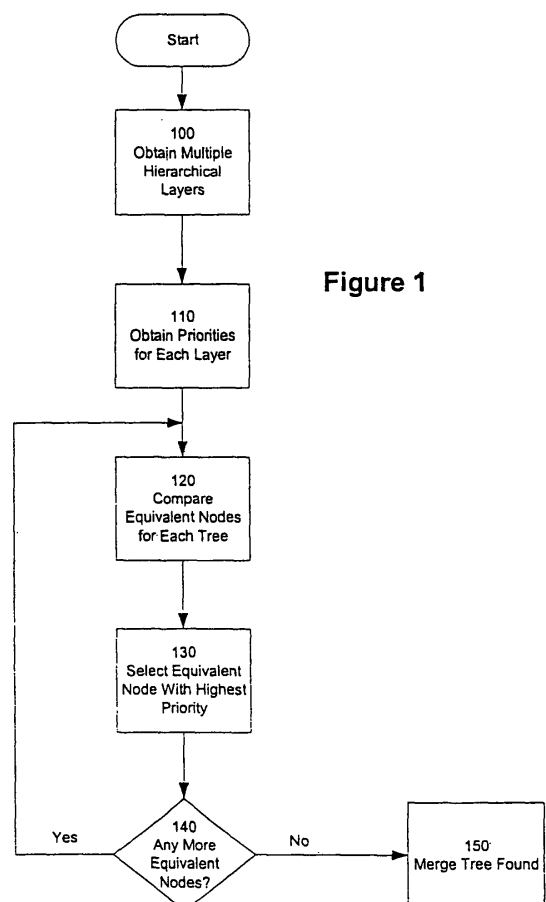 Start
100
Obtain Multiple
Hierarchical
Layers
Figure 1
110
Obtain Priorities
for Each Layer
120
Compare
Equivalent Nodes
for Each Tree
130
Select Equivalent
Node With Highest
Priority
Yes
140
Any More
Equivalent
Nodes?
No
150
Merge Tree Found